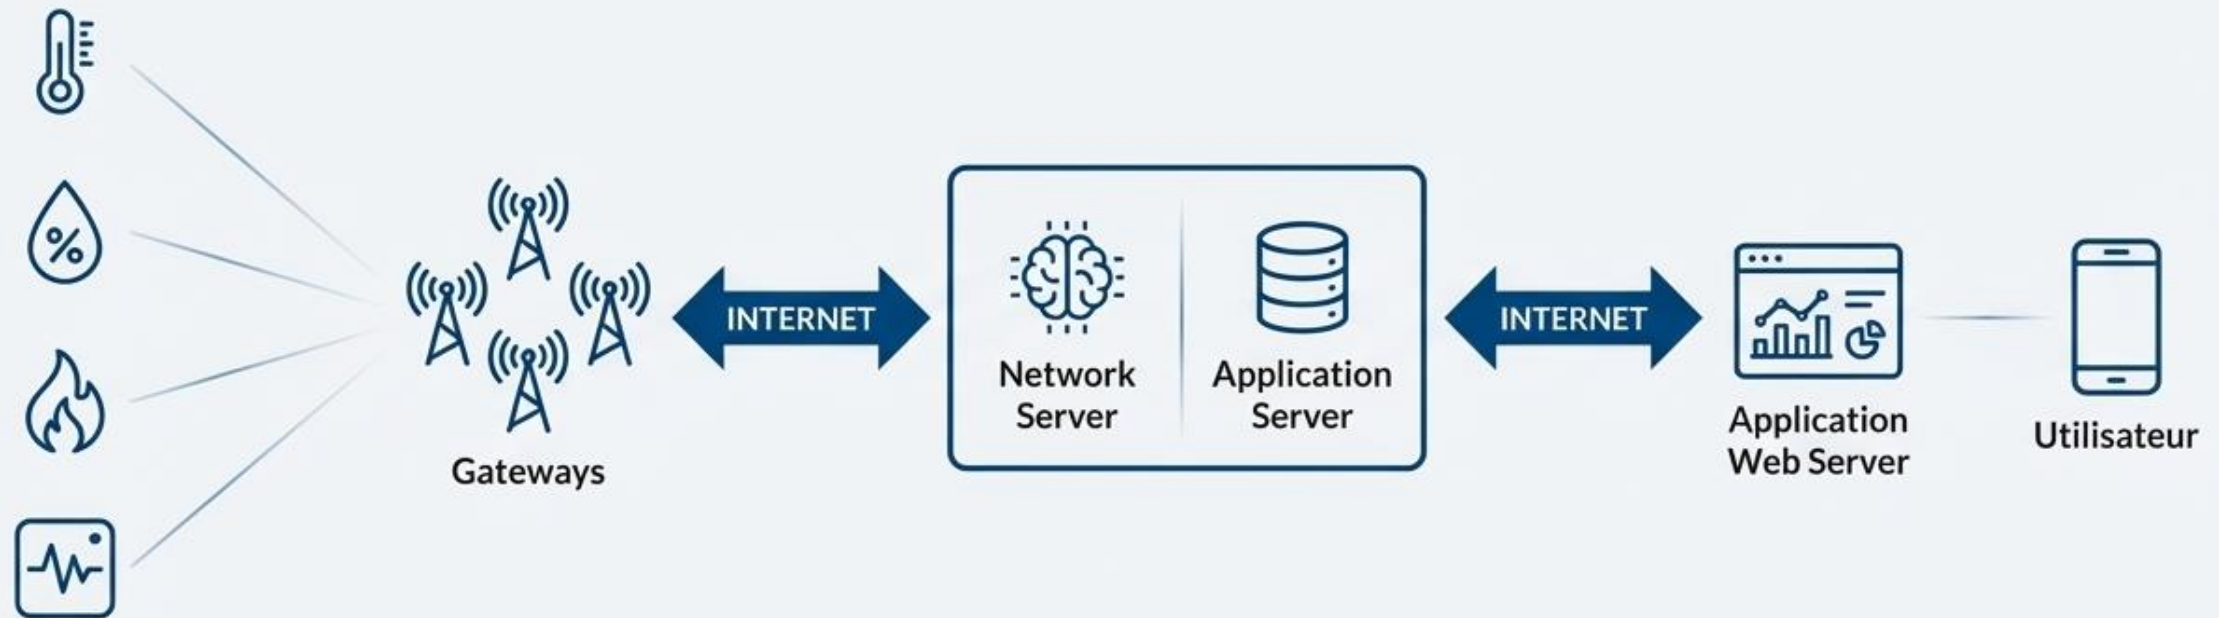 %
Gateways
INTERNET
Network
Server
Application
Server
INTERNET
Application
Web Server
Utilisateur